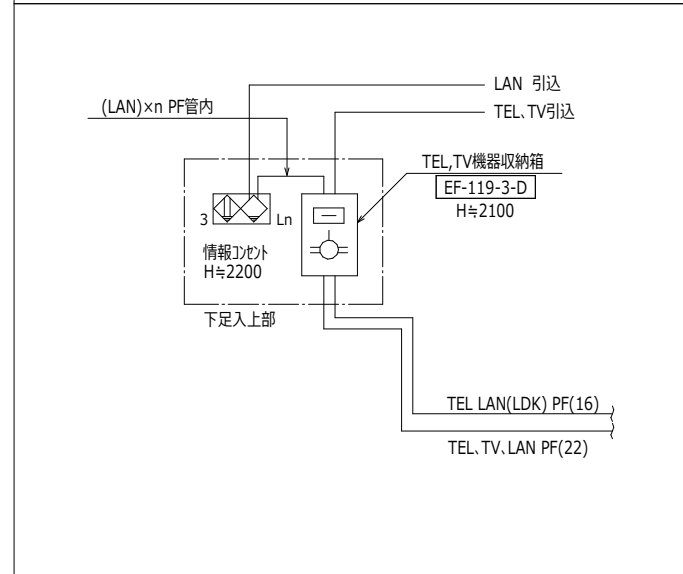 LAN 引込
(LAN)×n PF管内
TEL、TV引込
TEL,TV機器収納箱
EF-119-3-D
H≒2100
3
Ln
情報コンセント
H≒2200
下足入上部
TEL LAN(LDK) PF(16)
TEL、TV、LAN PF(22)